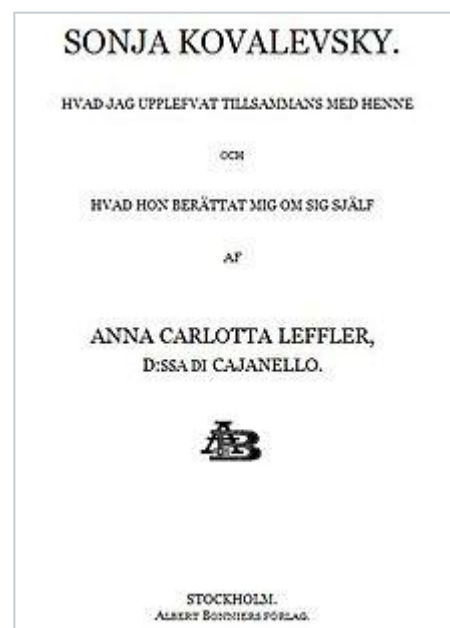 SONJA KOVALEVSKY.
HVAD JAG UPPLEFVAT TILLSAMMANS MED HENNE
OCH
HVAD HON BERÄTTAT MIG OM SIG SJÄLF
AF
ANNA CARLOTTA LEFFLER,
D:SSA DI CAJANELLO.
AB
STOCKHOLM.
ALBERT BONNIERS FÖRLAG.